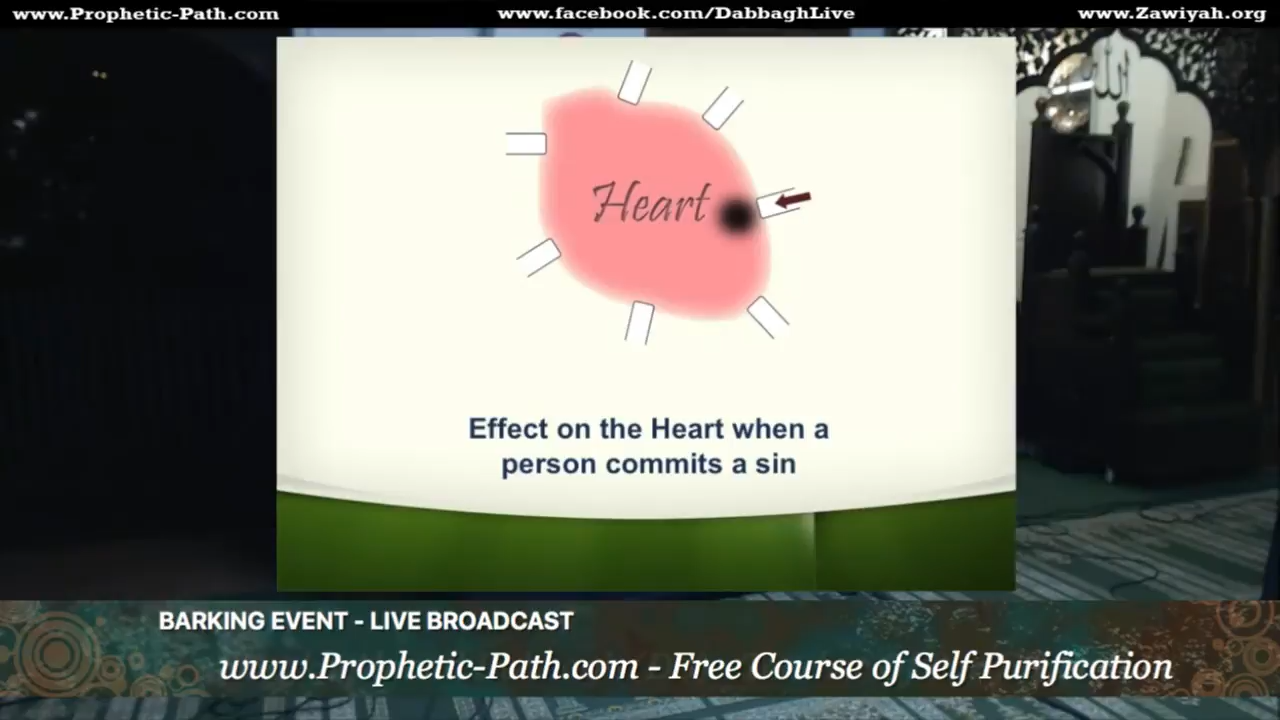 www.Prophetic-Path.com
www.facebook.com/DabbaghLive
www.Zawiyah.org
الله
Heart
Effect on the Heart when a
person commits a sin
BARKING EVENT - LIVE BROADCAST
www.Prophetic-Path.com - Free Course of Self Purification